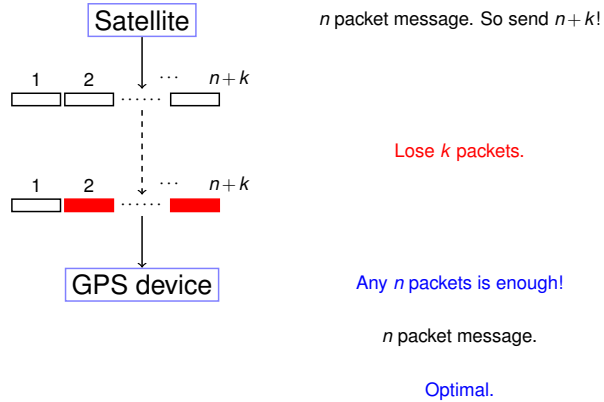 Satellite
n packet message. So send n+k!
1 2 ··· n+k
······
Lose k packets.
1 2 ··· n+k
······
GPS device
Any n packets is enough!
n packet message.
Optimal.